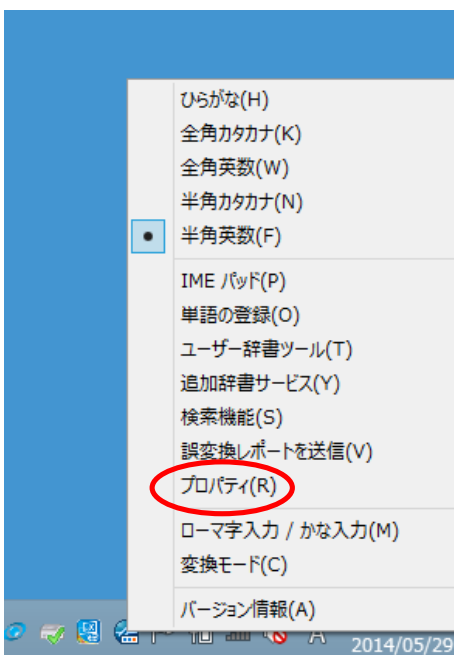 ひらがな(H)
全角カタカナ(K)
全角英数(W)
半角カタカナ(N)
半角英数(F)
IME パッド(P)
単語の登録(O)
ユーザー辞書ツール(T)
追加辞書サービス(Y)
検索機能(S)
誤変換レポートを送信(V)
プロパティ(R)
ローマ字入力 / かな入力(M)
変換モード(C)
バージョン情報(A)
A
2014/05/29